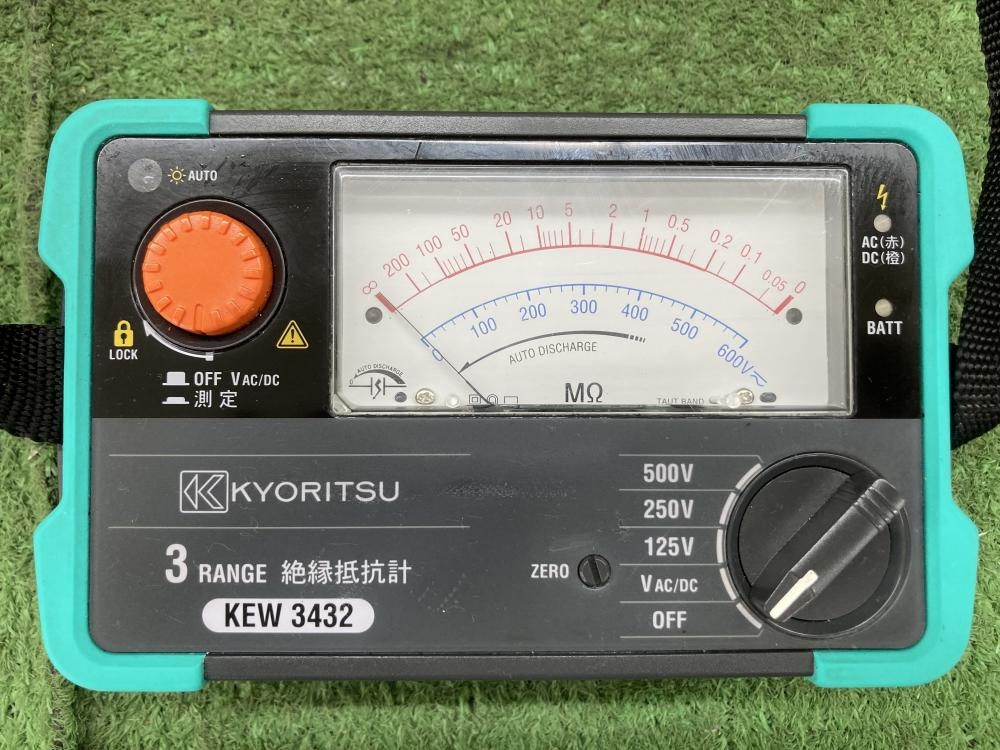 AUTO
LOCK
OFF VAC/DC
測定
∞ 200 100 50 20 10 5 2 1 0.5 0.2 0.1 0.05 0
0 100 200 300 400 500 600V
AUTO DISCHARGE
0 AUTO DISCHARGE
MΩ
TAUT BAND
AC(赤)
DC(橙)
BATT
KYORITSU
3 RANGE 絶縁抵抗計
KEW 3432
ZERO
500V
250V
125V
VAC/DC
OFF